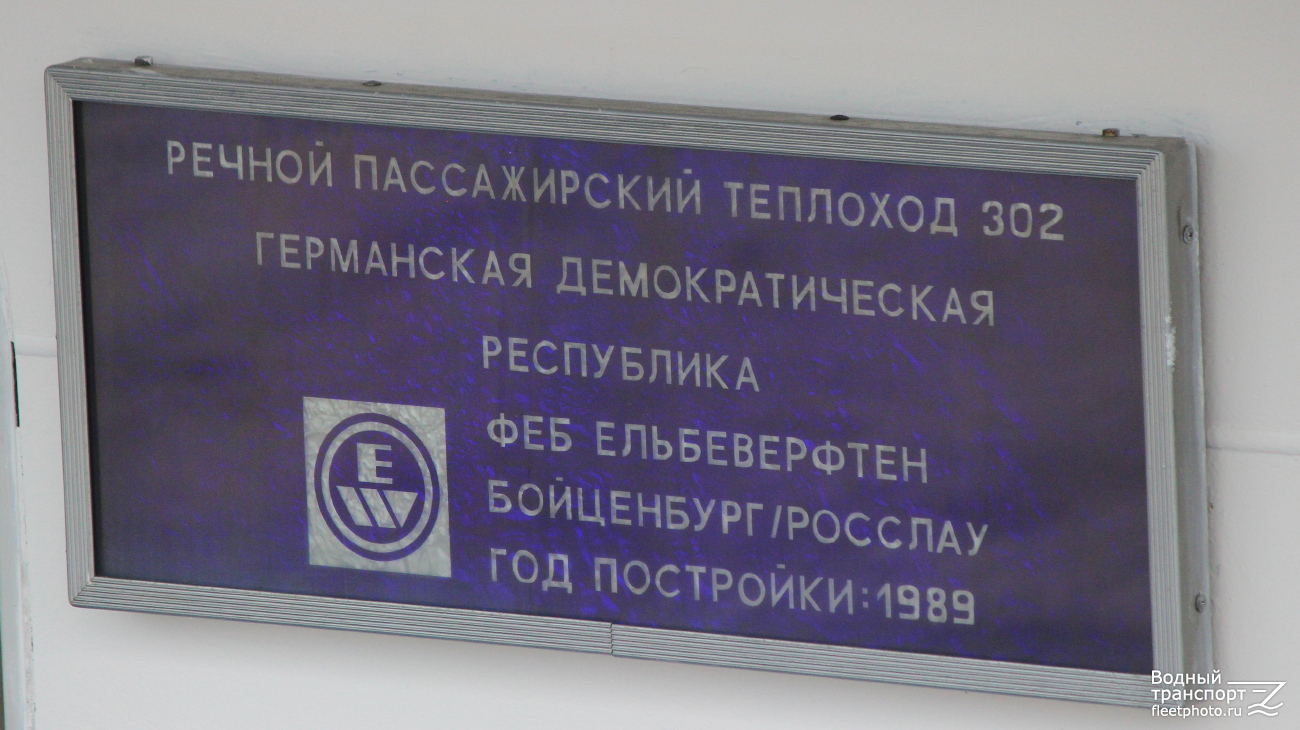 РЕЧНОЙ ПАССАЖИРСКИЙ ТЕПЛОХОД 302
ГЕРМАНСКАЯ ДЕМОКРАТИЧЕСКАЯ
РЕСПУБЛИКА
ФЕБ ЕЛЬБЕВЕРФТЕН
БОЙЦЕНБУРГ/РОССЛАУ
ГОД ПОСТРОЙКИ:1989
E
W
Водный
транспорт
fleetphoto.ru